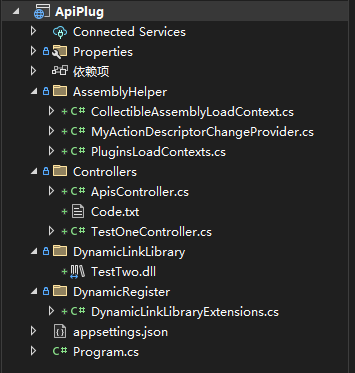 ApiPlug
Connected Services
Properties
依赖项
AssemblyHelper
C# CollectibleAssemblyLoadContext.cs
C# MyActionDescriptorChangeProvider.cs
C# PluginsLoadContexts.cs
Controllers
C# ApisController.cs
Code.txt
C# TestOneController.cs
DynamicLinkLibrary
TestTwo.dll
DynamicRegister
C# DynamicLinkLibraryExtensions.cs
appsettings.json
C# Program.cs